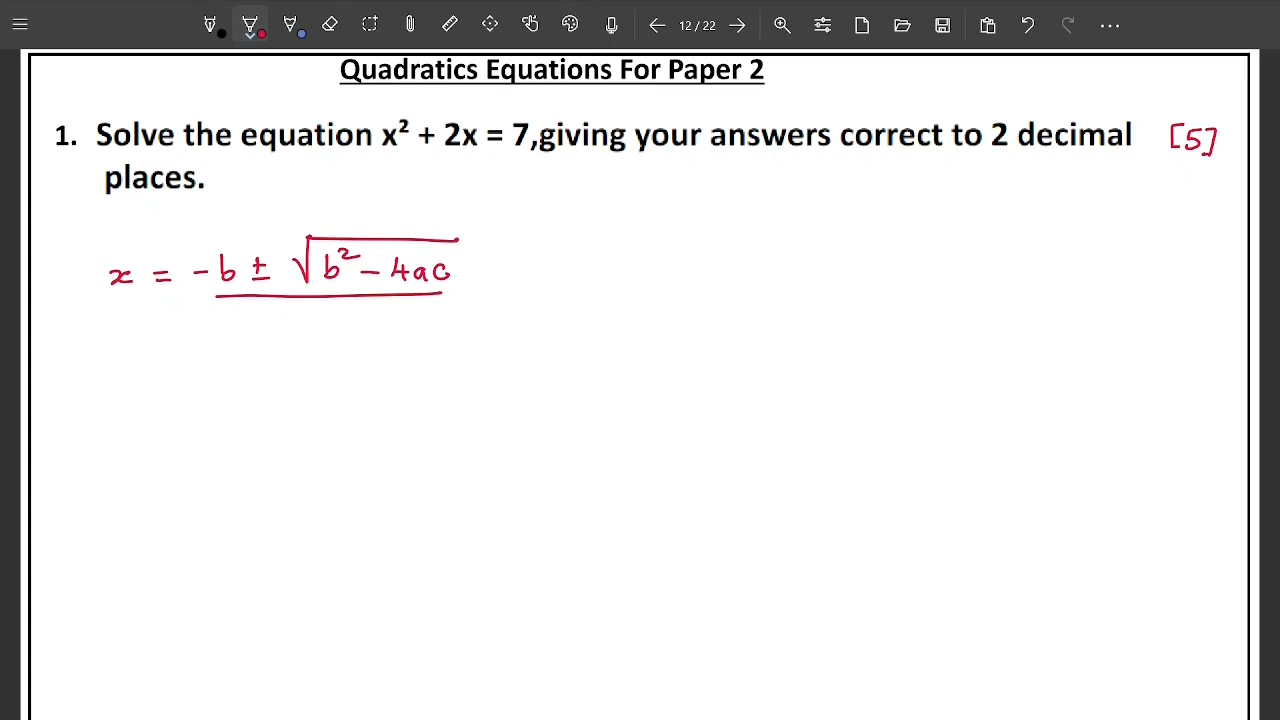 12/22
Quadratics Equations For Paper 2
1. Solve the equation x² + 2x = 7,giving your answers correct to 2 decimal [5]
places.
x = -b ± √b² - 4ac